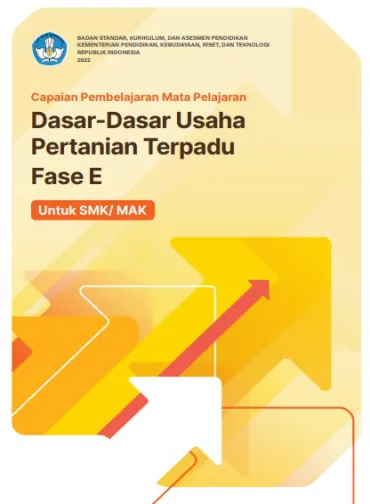 BADAN STANDAR, KURIKULUM, DAN ASESMEN PENDIDIKAN
KEMENTERIAN PENDIDIKAN, KEBUDAYAAN, RISET, DAN TEKNOLOGI
REPUBLIK INDONESIA
2022
Capaian Pembelajaran Mata Pelajaran
Dasar-Dasar Usaha
Pertanian Terpadu
Fase E
Untuk SMK/ MAK